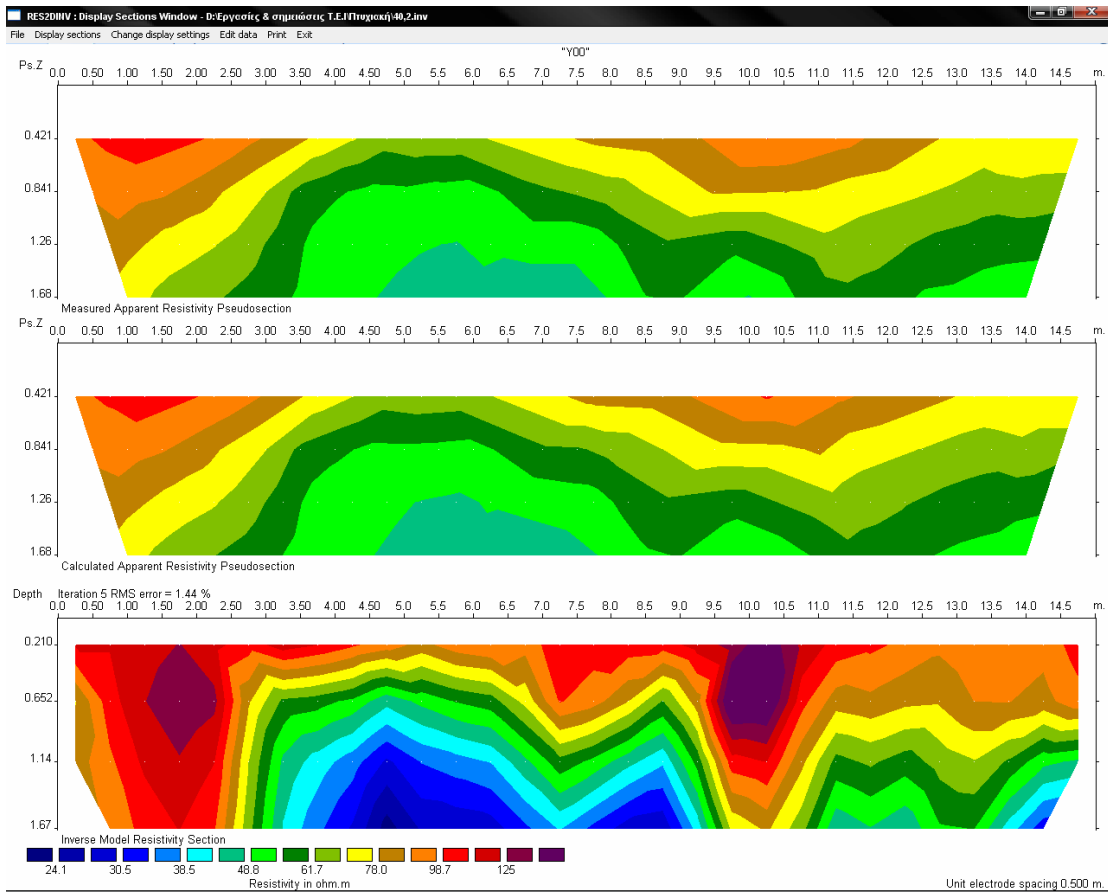 RES2DINV : Display Sections Window - D:\Εργασίες & σημειώσεις Τ.Ε.Ι\Πτυχιακή\40,2.inv
File Display sections Change display settings Edit data Print Exit
"Y00"
Ps.Z 0.0 0.50 1.00 1.50 2.00 2.50 3.00 3.50 4.00 4.50 5.0 5.5 6.0 6.5 7.0 7.5 8.0 8.5 9.0 9.5 10.0 10.5 11.0 11.5 12.0 12.5 13.0 13.5 14.0 14.5 m.
0.421
0.841
1.26
1.68
Measured Apparent Resistivity Pseudosection
Ps.Z 0.0 0.50 1.00 1.50 2.00 2.50 3.00 3.50 4.00 4.50 5.0 5.5 6.0 6.5 7.0 7.5 8.0 8.5 9.0 9.5 10.0 10.5 11.0 11.5 12.0 12.5 13.0 13.5 14.0 14.5 m.
0.421
0.841
1.26
1.68
Calculated Apparent Resistivity Pseudosection
Depth Iteration 5 RMS error = 1.44 %
0.0 0.50 1.00 1.50 2.00 2.50 3.00 3.50 4.00 4.50 5.0 5.5 6.0 6.5 7.0 7.5 8.0 8.5 9.0 9.5 10.0 10.5 11.0 11.5 12.0 12.5 13.0 13.5 14.0 14.5 m.
0.210
0.652
1.14
1.67
Inverse Model Resistivity Section
24.1 30.5 38.5 48.8 61.7 78.0 98.7 125
Resistivity in ohm.m
Unit electrode spacing 0.500 m.